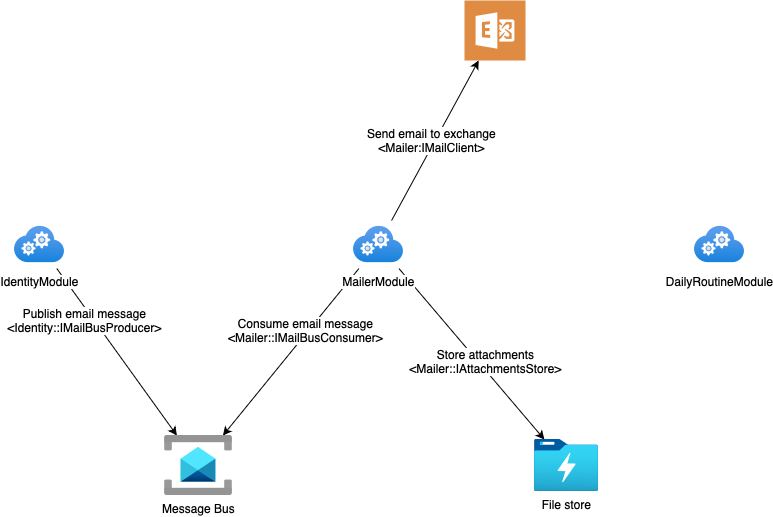 E
Send email to exchange
<Mailer:IMailClient>
IdentityModule
MailerModule
DailyRoutineModule
Publish email message
<Identity::IMailBusProducer>
Consume email message
<Mailer::IMailBusConsumer>
Store attachments
<Mailer::IAttachmentsStore>
Message Bus
File store